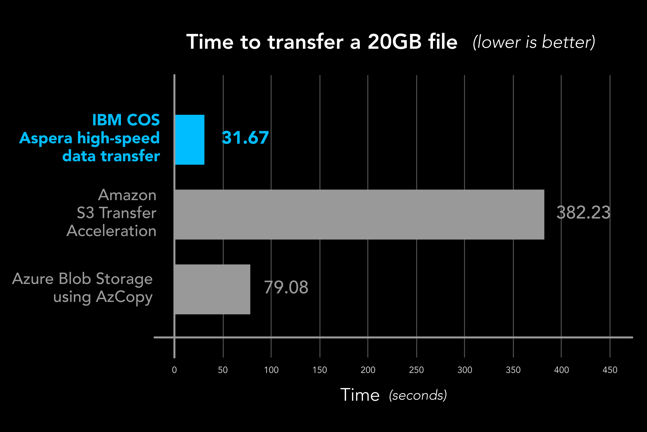 Time to transfer a 20GB file (lower is better)
IBM COS
Aspera high-speed
data transfer
31.67
Amazon
S3 Transfer
Acceleration
382.23
Azure Blob Storage
using AzCopy
79.08
0 50 100 150 200 250 300 350 400 450
Time (seconds)